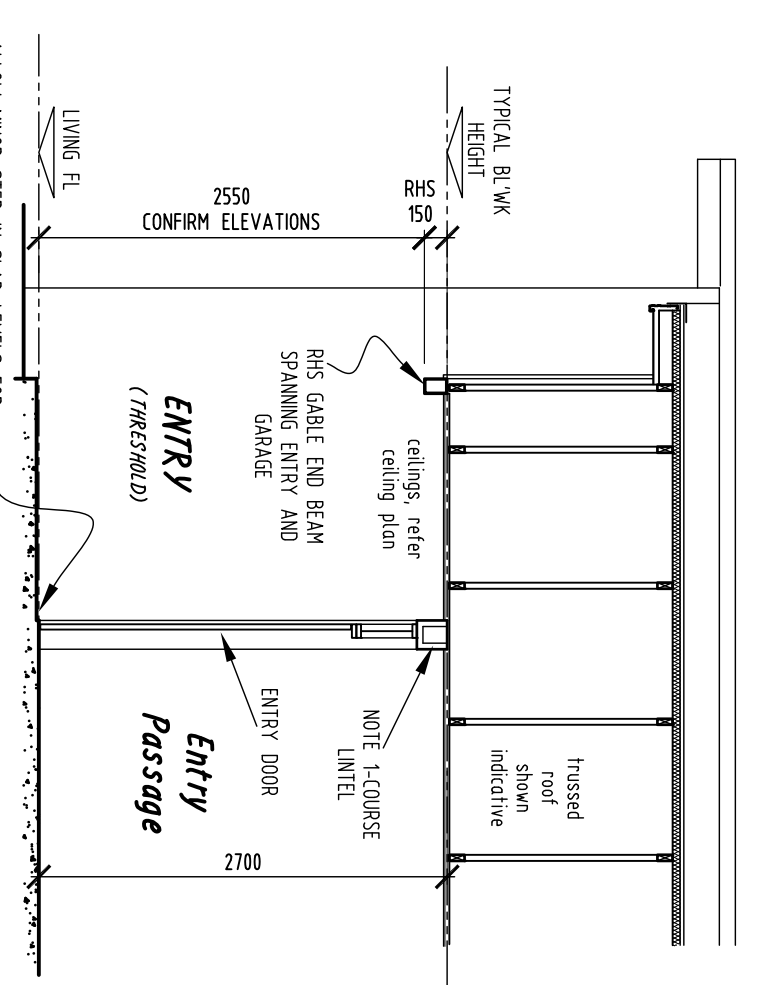 TYPICAL BL'WK
HEIGHT
LIVING FL
RHS
150
2550
CONFIRM ELEVATIONS
RHS GABLE END BEAM
SPANNING ENTRY AND
GARAGE
ceilings, refer
ceiling plan
ENTRY
(THRESHOLD)
trussed
roof
shown
indicative
NOTE 1-COURSE
LINTEL
ENTRY DOOR
Entry
Passage
2700